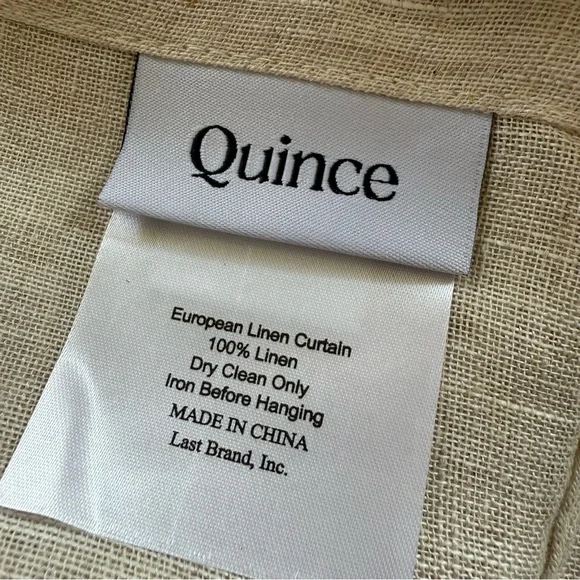 Quince
European Linen Curtain
100% Linen
Dry Clean Only
Iron Before Hanging
MADE IN CHINA
Last Brand, Inc.